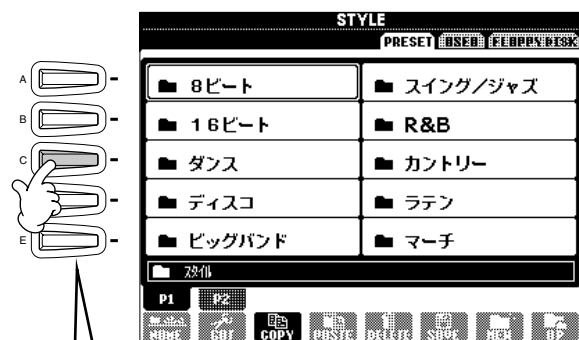 STYLE
PRESET USER FLOPPY DISK
A
8ビート スイング/ジャズ
B
16ビート R&B
C
ダンス カントリー
ディスコ ラテン
E
ビッグバンド マーチ
スタイル
P1 P2
NAME CUT COPY PASTE DELETE SAVE NEW UP